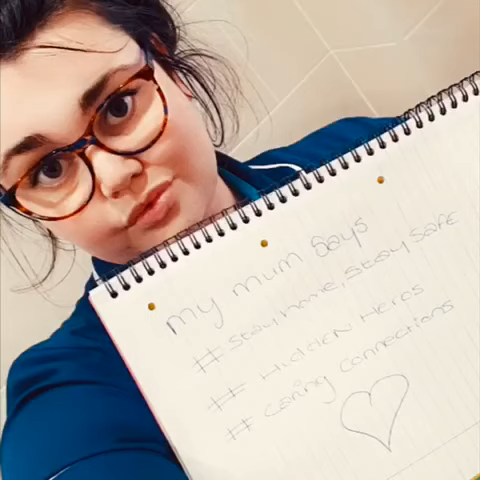 my mum says
#stay home, stay safe
# HIDDEN Heros
# caring connections